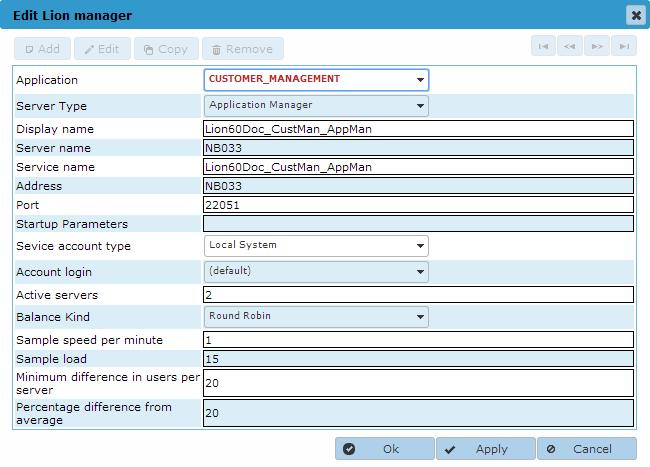 Edit Lion manager
Add Edit Copy Remove
Application CUSTOMER_MANAGEMENT
Server Type Application Manager
Display name Lion60Doc_CustMan_AppMan
Server name NB033
Service name Lion60Doc_CustMan_AppMan
Address NB033
Port 22051
Startup Parameters
Sevice account type Local System
Account login (default)
Active servers 2
Balance Kind Round Robin
Sample speed per minute 1
Sample load 15
Minimum difference in users per
server 20
Percentage difference from
average 20
Ok Apply Cancel